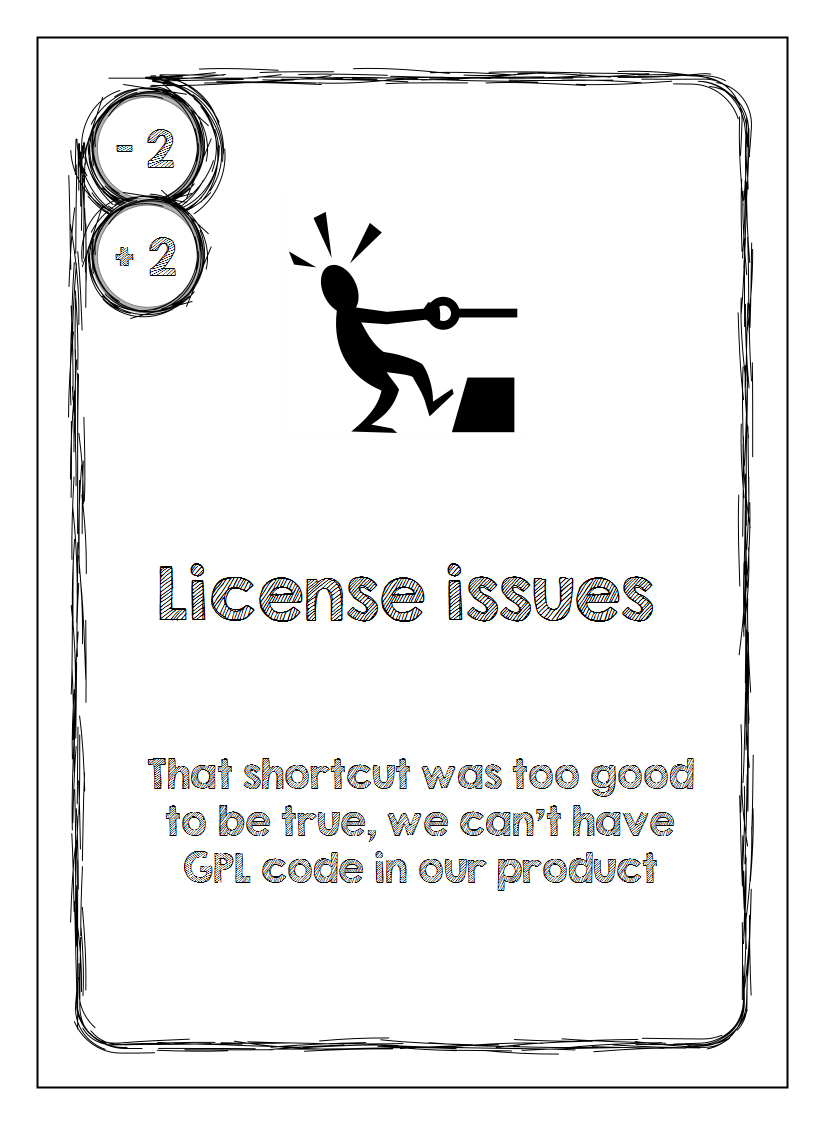 - 2
+ 2
License issues
That shortcut was too good
to be true, we can't have
GPL code in our product